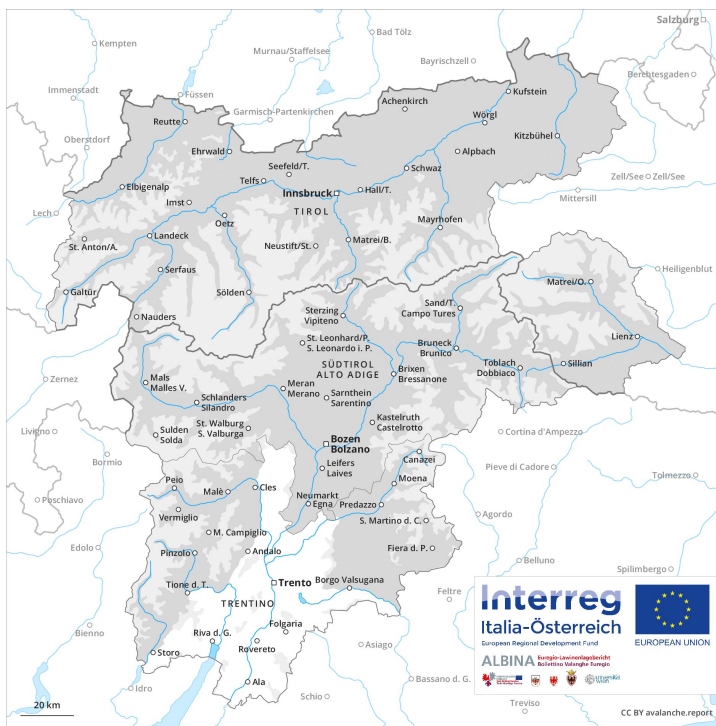 Salzburg
Kempten
Bad Tölz
Murnau/Staffelsee
Bayrischzell
Berchtesgaden
Immenstadt
Füssen
Kufstein
Achenkirch
Garmisch-Partenkirchen
Wörgl
Reutte
Oberstdorf
Kitzbühel
Ehrwald
Alpbach
Seefeld/T.
Schwaz
Telfs
Zell/See
Zell/See
Elbigenalp
Innsbruck
Hall/T.
Mittersill
Imst
TIROL
Lech
Oetz
Mayrhofen
Landeck
St. Anton/A.
Neustift/St.
Matrei/B.
Serfaus
Heiligenblut
Matrei/O.
Galtür
Sölden
Sand/T.
Campo Tures
Nauders
Sterzing
Vipiteno
St. Leonhard/P.
S. Leonardo i. P.
Bruneck
Brunico
Lienz
SÜDTIROL
ALTO ADIGE
Toblach
Dobbiaco
Sillian
Brixen
Bressanone
Zernez
Mals
Malles V.
Meran
Merano
Sarnthein
Sarentino
Schlanders
Silandro
St. Walburg
S. Valburga
Kastelruth
Castelrotto
Livigno
Sulden
Solda
Cortina d'Ampezzo
Bozen
Bolzano
Bormio
Canazei
Pieve di Cadore
Leifers
Laives
Tolmezzo
Peio
Malè
Cles
Moena
Poschiavo
Neumarkt
Egna
Predazzo
Vermiglio
Agordo
S. Martino d. C.
M. Campiglio
Edolo
Pinzolo
Andalo
Fiera d. P.
Belluno
Spilimbergo
Tione d. T.
Trento
Borgo Valsugana
Feltre
TRENTINO
Folgaria
Bienno
Riva d. G.
Rovereto
Asiago
Storo
Bassano d. G.
Idro
Ala
Schio
Treviso
20 km
Interreg
Italia-Österreich
European Regional Development Fund
EUROPEAN UNION
ALBINA Euregio-Lawinenlagebericht
Bollettino Valanghe Euregio
CC BY avalanche.report